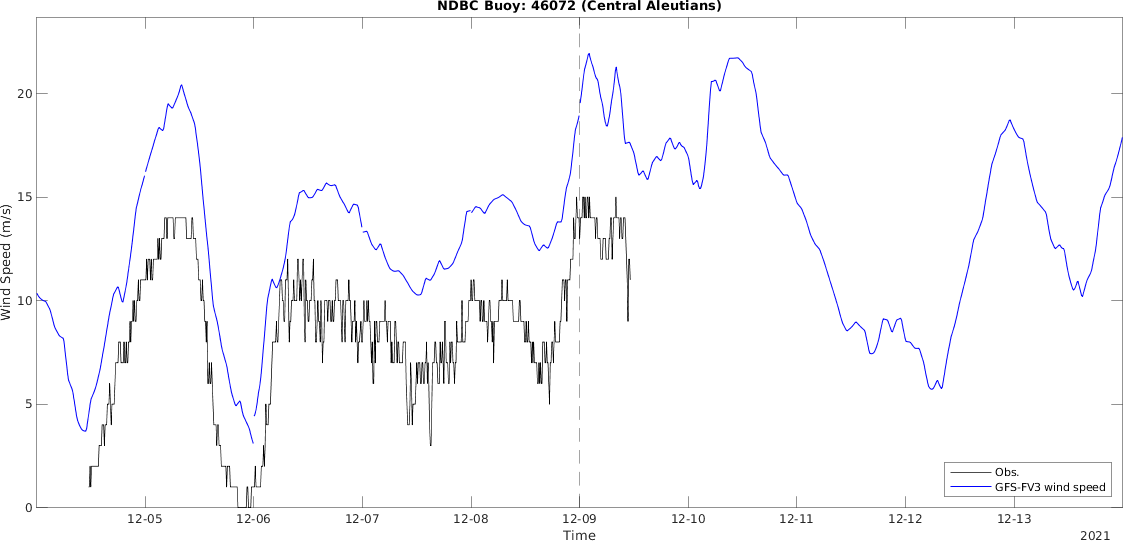 NDBC Buoy: 46072 (Central Aleutians)
Wind Speed (m/s)
20
15
10
5
0
12-05 12-06 12-07 12-08 12-09 12-10 12-11 12-12 12-13
Time
2021
Obs.
GFS-FV3 wind speed